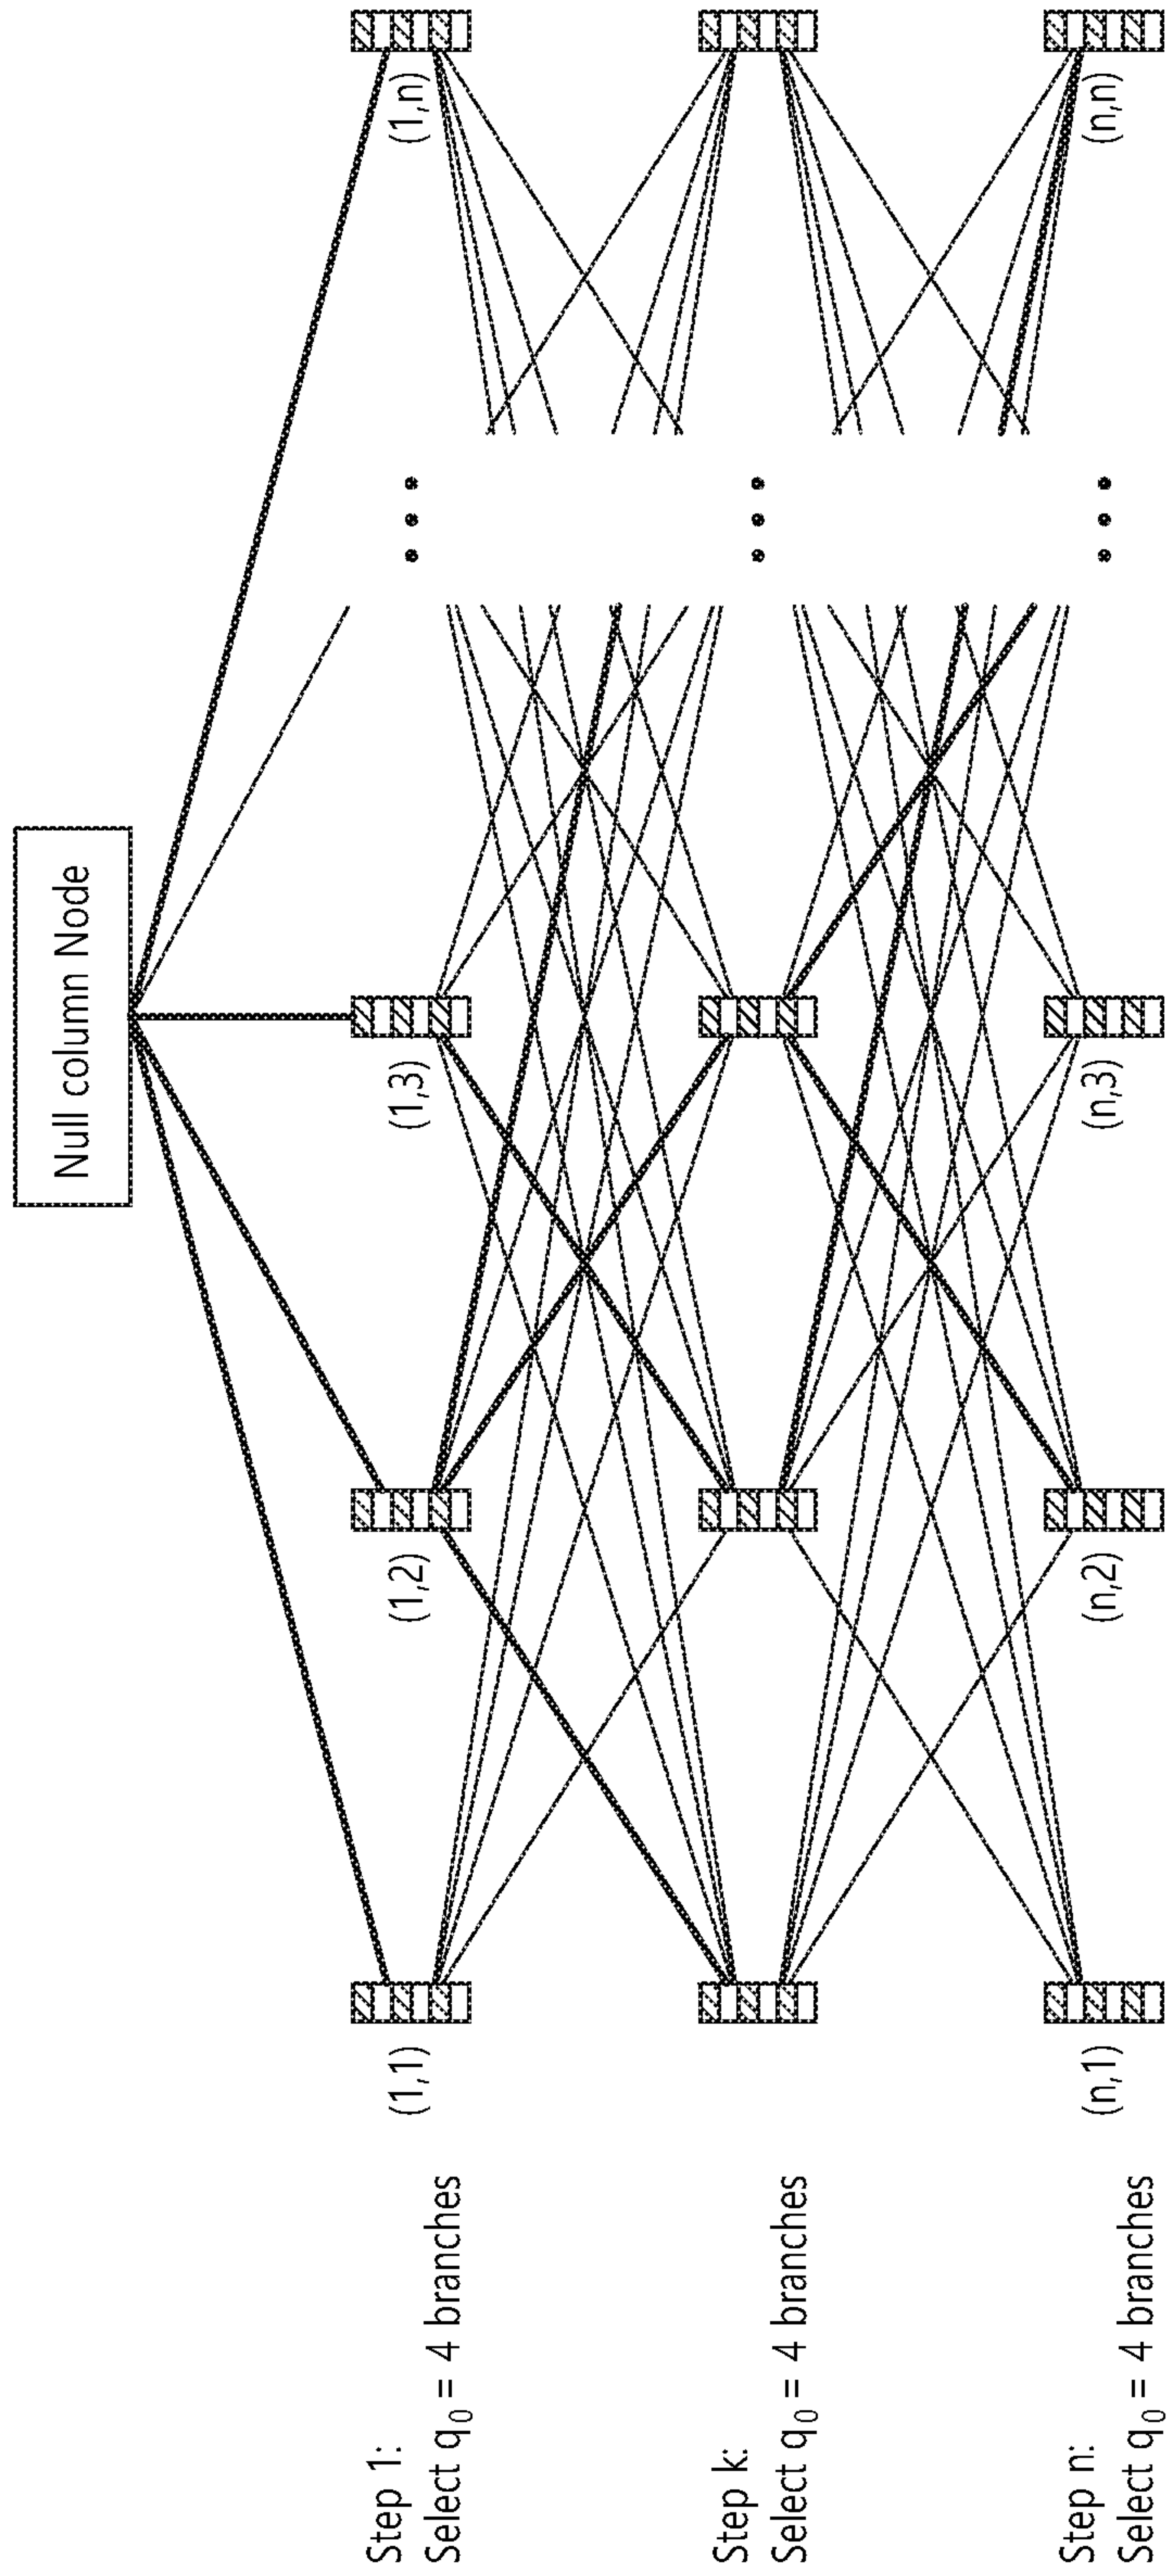 Null column Node
Step 1:
Select q₀ = 4 branches
(1,1)
(1,2)
(1,3)
(1,n)
Step k:
Select q₀ = 4 branches
Step n:
Select q₀ = 4 branches
(n,1)
(n,2)
(n,3)
(n,n)